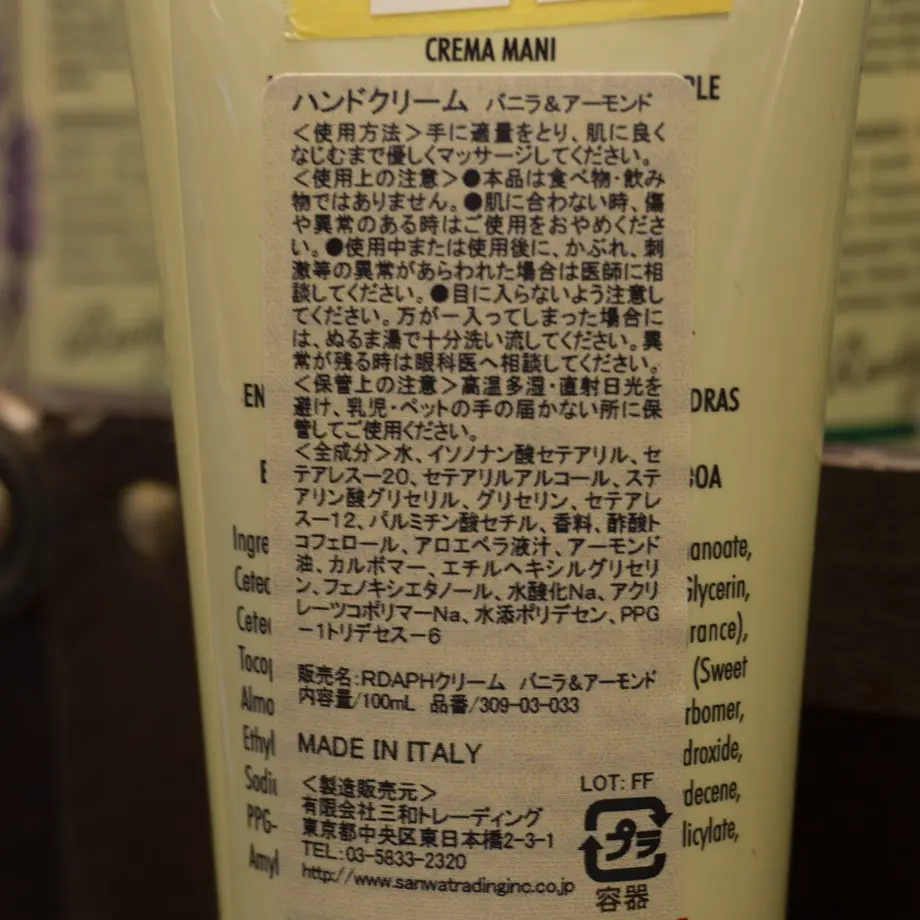 CREMA MANI
PLE
ハンドクリーム バニラ&アーモンド
<使用方法>手に適量をとり、肌に良く
なじむまで優しくマッサージしてください。
<使用上の注意>●本品は食べ物・飲み
物ではありません。●肌に合わない時、傷
や異常のある時はご使用をおやめくださ
い。●使用中または使用後に、かぶれ、刺
激等の異常があらわれた場合は医師に相
談してください。●目に入らないよう注意し
てください。万が一入ってしまった場合に
は、ぬるま湯で十分洗い流してください。異
常が残る時は眼科医へ相談してください。
<保管上の注意>高温多湿・直射日光を
避け、乳児・ペットの手の届かない所に保
管してご使用ください。
<全成分>水、イソノナン酸セテアリル、セ
テアレスー20、セテアリルアルコール、ステ
アリン酸グリセリル、グリセリン、セテアレ
スー12、パルミチン酸セチル、香料、酢酸ト
コフェロール、アロエベラ液汁、アーモンド
油、カルボマー、エチルヘキシルグリセリ
ン、フェノキシエタノール、水酸化Na、アクリ
レーツコポリマーNa、水添ポリデセン、PPG
-1トリデセス-6
販売名:RDAPHクリーム バニラ&アーモンド
内容量/100mL 品番/309-03-033
MADE IN ITALY
LOT: FF
<製造販売元>
有限会社三和トレーディング
東京都中央区東日本橋2-3-1
TEL:03-5833-2320
http://www.sanwatradinginc.co.jp
プラ
容器
EN
DRAS
OA
Ingre
anoate,
Cetea
Glycerin,
Cetea
rance),
Tocop
(Sweet
Almo
rbomer,
Ethyl
droxide,
Sodiu
decene,
PPG-
licylate,
Amyl